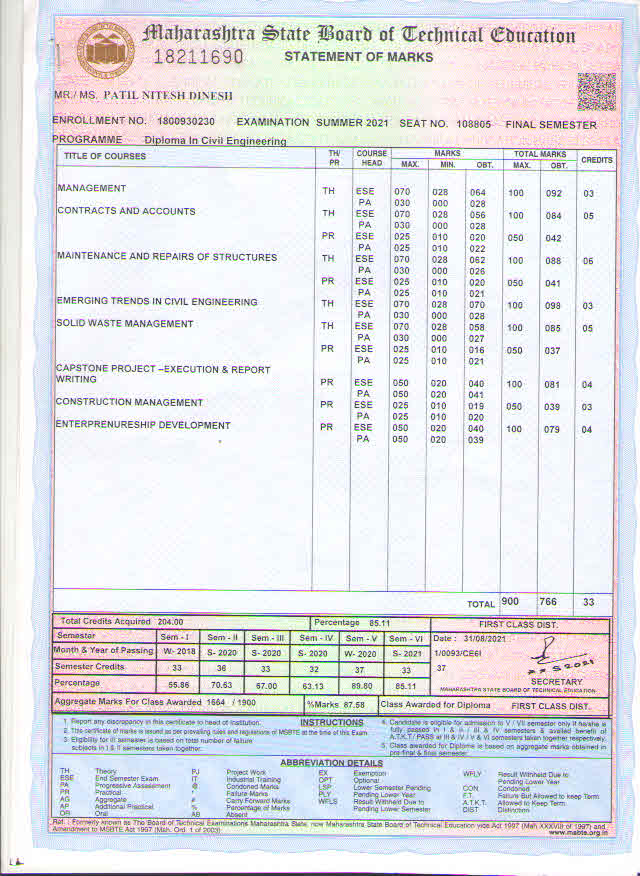 Maharashtra State Board of Technical Education
18211690 STATEMENT OF MARKS
MR./ MS. PATIL NITESH DINESH
ENROLLMENT NO. 1800930230 EXAMINATION SUMMER 2021 SEAT NO. 108805 FINAL SEMESTER
PROGRAMME Diploma In Civil Engineering
TITLE OF COURSES TH/ PR COURSE HEAD MARKS MAX. MIN. OBT. TOTAL MARKS MAX. OBT. CREDITS
MANAGEMENT TH ESE 070 028 064 100 092 03
PA 030 000 028
CONTRACTS AND ACCOUNTS TH ESE 070 028 056 100 084 05
PA 030 000 028
PR ESE 025 010 020 050 042
PA 025 010 022
MAINTENANCE AND REPAIRS OF STRUCTURES TH ESE 070 028 062 100 088 06
PA 030 000 026
PR ESE 025 010 020 050 041
PA 025 010 021
EMERGING TRENDS IN CIVIL ENGINEERING TH ESE 070 028 070 100 098 03
PA 030 000 028
SOLID WASTE MANAGEMENT TH ESE 070 028 058 100 085 05
PA 030 000 027
PR ESE 025 010 016 050 037
PA 025 010 021
CAPSTONE PROJECT –EXECUTION & REPORT
WRITING PR ESE 050 020 040 100 081 04
PA 050 020 041
CONSTRUCTION MANAGEMENT PR ESE 025 010 019 050 039 03
PA 025 010 020
ENTERPRENURESHIP DEVELOPMENT PR ESE 050 020 040 100 079 04
PA 050 020 039
TOTAL 900 766 33
Total Credits Acquired 204.00 Percentage 85.11 FIRST CLASS DIST.
Semester Sem - I Sem - II Sem - III Sem - IV Sem - V Sem - VI Date : 31/08/2021
Month & Year of Passing W- 2018 S- 2020 S- 2020 S- 2020 W- 2020 S- 2021 1/0093/CE6I
Semester Credits 33 36 33 32 37 33 37
Percentage 55.86 70.63 67.00 63.13 89.80 85.11 SECRETARY
MAHARASHTRA STATE BOARD OF TECHNICAL EDUCATION
Aggregate Marks For Class Awarded 1664 / 1900 %Marks 87.58 Class Awarded for Diploma FIRST CLASS DIST.
INSTRUCTIONS
1. Report any discrepancy in this certificate to head of institution.
2. This certificate of marks is issued as per prevailing rules and regulations of MSBTE at the time of this Exam
3. Eligibility for III semester is based on total number of failure
subjects in I & II semesters taken together.
4. Candidate is eligible for admission to V / VII semester only if he/she is
fully passed in I & II / III & IV semesters & availed benefit of
A.T.K.T./ PASS at III & IV / V & VI semesters taken together respectively.
5. Class awarded for Diploma is based on aggregate marks obtained in
pre-final & final semester.
ABBREVIATION DETAILS
TH Theory PJ Project Work EX Exemption WFLY Result Withheld Due to
Pending Lower Year
ESE End Semester Exam IT Industrial Training OPT Optional
PA Progressive Assessment @ Condoned Marks LSP Lower Semester Pending CON Condoned
PR Practical * Failure Marks PLY Pending Lower Year F.T. Failure But Allowed to keep Term
AG Aggregate # Carry Forward Marks WFLS Result Withheld Due to A.T.K.T. Allowed to Keep Term
AP Additional Practical % Percentage of Marks Pending Lower Semester DIST Distinction
OR Oral AB Absent
Ref. : Formerly known as The Board of Technical Examinations Maharashtra State, now Maharashtra State Board of Technical Education vide Act 1997 (Mah. XXXVIII of 1997) and
Amendment to MSBTE Act 1997 (Mah. Ord. 1 of 2003)
www.msbte.org.in